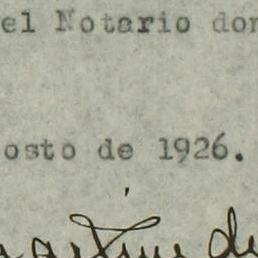 el Notario don
osto de 1926.